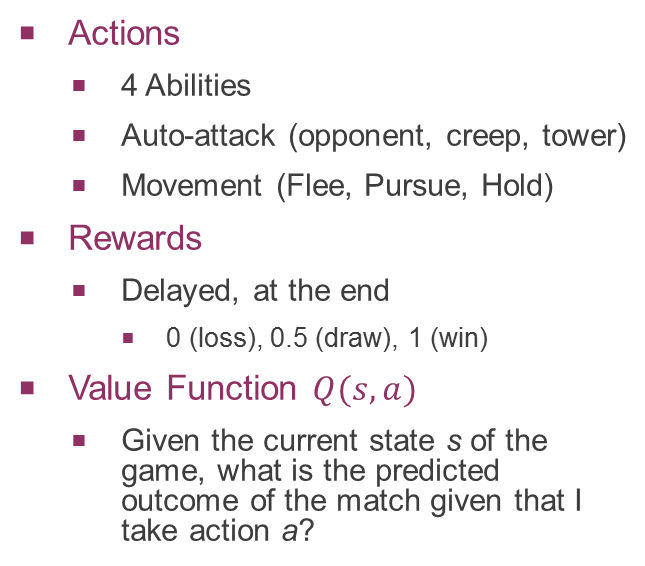 Actions
4 Abilities
Auto-attack (opponent, creep, tower)
Movement (Flee, Pursue, Hold)
Rewards
Delayed, at the end
0 (loss), 0.5 (draw), 1 (win)
Value Function Q(s, a)
Given the current state s of the
game, what is the predicted
outcome of the match given that I
take action a?